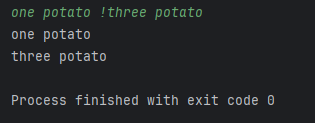 one potato !three potato
one potato
three potato
Process finished with exit code 0